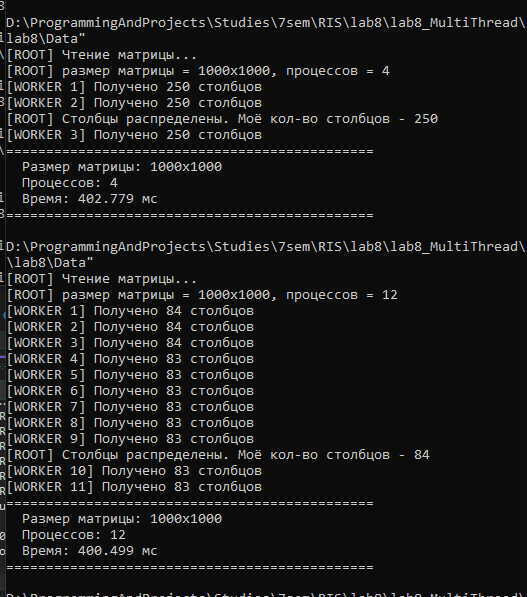 D:\ProgrammingAndProjects\Studies\7sem\RIS\lab8\lab8_MultiThread\
lab8\Data"
[ROOT] Чтение матрицы...
[ROOT] размер матрицы = 1000x1000, процессов = 4
[WORKER 1] Получено 250 столбцов
[WORKER 2] Получено 250 столбцов
[ROOT] Столбцы распределены. Моё кол-во столбцов - 250
[WORKER 3] Получено 250 столбцов
==============================================
Размер матрицы: 1000x1000
Процессов: 4
Время: 402.779 мс
==============================================
D:\ProgrammingAndProjects\Studies\7sem\RIS\lab8\lab8_MultiThread\
\lab8\Data"
[ROOT] Чтение матрицы...
[ROOT] размер матрицы = 1000x1000, процессов = 12
[WORKER 1] Получено 84 столбцов
[WORKER 2] Получено 84 столбцов
[WORKER 3] Получено 84 столбцов
[WORKER 4] Получено 83 столбцов
[WORKER 5] Получено 83 столбцов
[WORKER 6] Получено 83 столбцов
[WORKER 7] Получено 83 столбцов
[WORKER 8] Получено 83 столбцов
[WORKER 9] Получено 83 столбцов
[ROOT] Столбцы распределены. Моё кол-во столбцов - 84
[WORKER 10] Получено 83 столбцов
[WORKER 11] Получено 83 столбцов
==============================================
Размер матрицы: 1000x1000
Процессов: 12
Время: 400.499 мс
==============================================